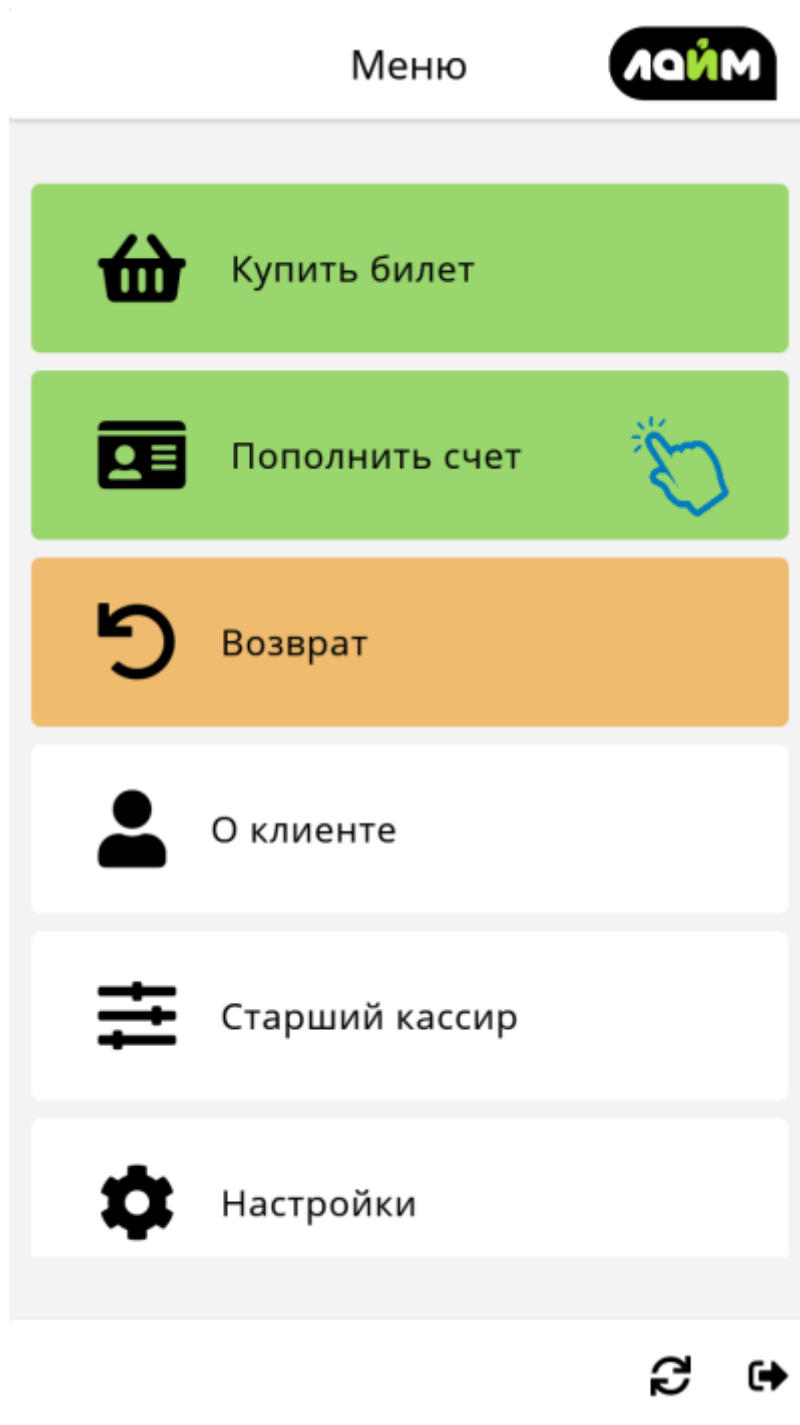 Меню
лайм
Купить билет
Пополнить счет
Возврат
О клиенте
Старший кассир
Настройки